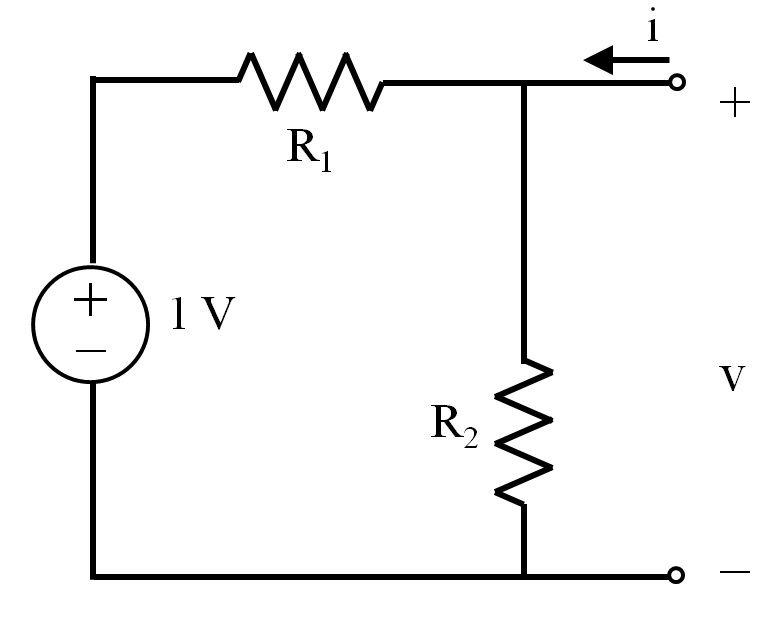 i
+
R₁
+
1 V
−
v
R₂
−